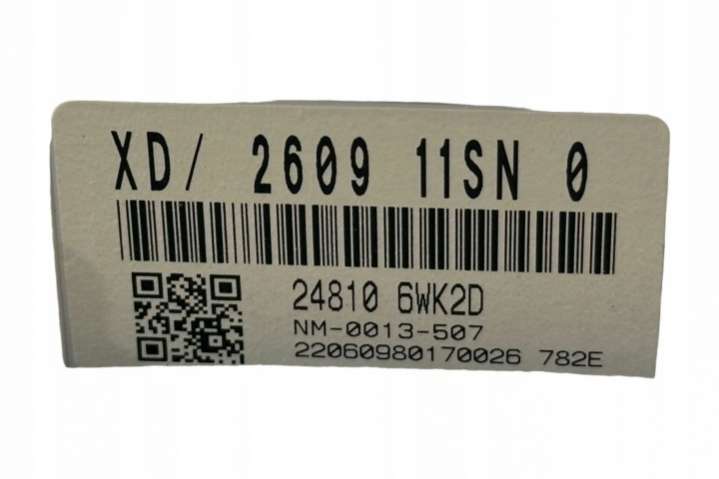 XD/ 2609 11SN 0
24810 6WK2D
NM-0013-507
22060980170026 782E